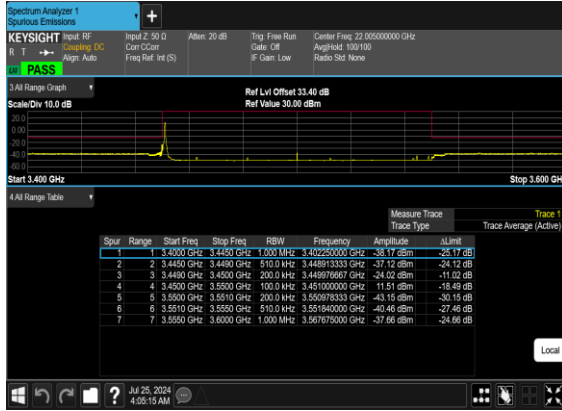 Spectrum Analyzer 1
Spurious Emissions
KEYSIGHT Input: RF Input Z: 50 Ω Atten: 20 dB Trig: Free Run Center Freq: 22.005000000 GHz
R T Coupling: DC Corr CCorr Gate: Off Avg|Hold: 100/100
Align: Auto Freq Ref: Int (S) IF Gain: Low Radio Std: None
PASS
3 All Range Graph Ref Lvl Offset 33.40 dB
Scale/Div 10.0 dB Ref Value 30.00 dBm
20.0
0.00
-20.0
-40.0
-60.0
Start 3.400 GHz Stop 3.600 GH
4 All Range Table
Measure Trace Trace 1
Trace Type Trace Average (Active)
Spur Range Start Freq Stop Freq RBW Frequency Amplitude ΔLimit
1 1 3.4000 GHz 3.4450 GHz 1.000 MHz 3.402250000 GHz -38.17 dBm -25.17 dB
2 2 3.4450 GHz 3.4490 GHz 510.0 kHz 3.448913333 GHz -37.12 dBm -24.12 dB
3 3 3.4490 GHz 3.4500 GHz 200.0 kHz 3.449976667 GHz -24.02 dBm -11.02 dB
4 4 3.4500 GHz 3.5500 GHz 100.0 kHz 3.451000000 GHz 11.51 dBm -18.49 dB
5 5 3.5500 GHz 3.5510 GHz 200.0 kHz 3.550978333 GHz -43.15 dBm -30.15 dB
6 6 3.5510 GHz 3.5550 GHz 510.0 kHz 3.551840000 GHz -40.46 dBm -27.46 dB
7 7 3.5550 GHz 3.6000 GHz 1.000 MHz 3.567675000 GHz -37.66 dBm -24.66 dB
Local
? Jul 25, 2024
4:05:15 AM